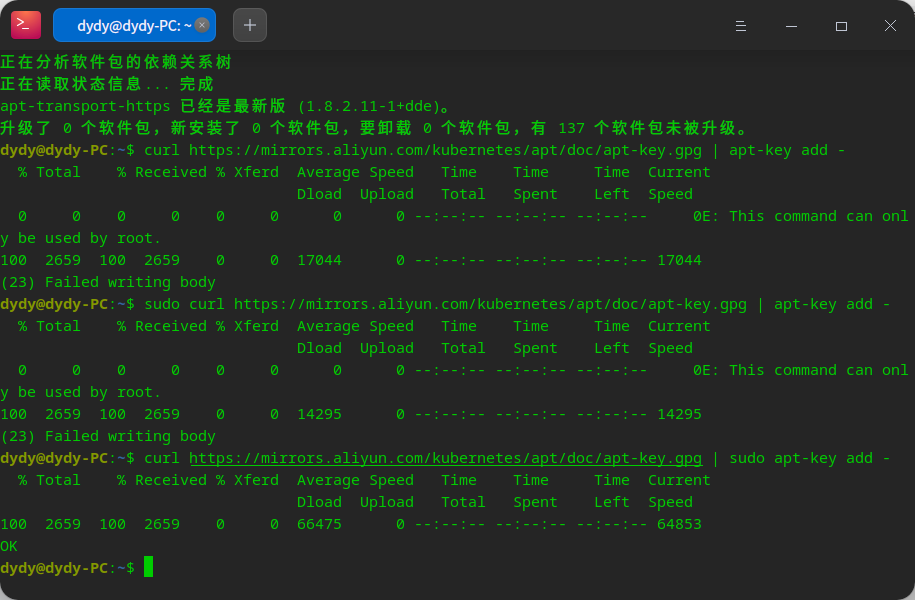 dydy@dydy-PC: ~
正在分析软件包的依赖关系树
正在读取状态信息... 完成
apt-transport-https 已经是最新版 (1.8.2.11-1+dde)。
升级了 0 个软件包，新安装了 0 个软件包，要卸载 0 个软件包，有 137 个软件包未被升级。
dydy@dydy-PC:~$ curl https://mirrors.aliyun.com/kubernetes/apt/doc/apt-key.gpg | apt-key add -
  % Total    % Received % Xferd  Average Speed   Time    Time     Time  Current
                                 Dload  Upload   Total   Spent    Left  Speed
  0     0    0     0    0     0      0      0 --:--:-- --:--:-- --:--:--     0E: This command can onl
y be used by root.
100  2659  100  2659    0     0  17044      0 --:--:-- --:--:-- --:--:-- 17044
(23) Failed writing body
dydy@dydy-PC:~$ sudo curl https://mirrors.aliyun.com/kubernetes/apt/doc/apt-key.gpg | apt-key add -
  % Total    % Received % Xferd  Average Speed   Time    Time     Time  Current
                                 Dload  Upload   Total   Spent    Left  Speed
  0     0    0     0    0     0      0      0 --:--:-- --:--:-- --:--:--     0E: This command can onl
y be used by root.
100  2659  100  2659    0     0  14295      0 --:--:-- --:--:-- --:--:-- 14295
(23) Failed writing body
dydy@dydy-PC:~$ curl https://mirrors.aliyun.com/kubernetes/apt/doc/apt-key.gpg | sudo apt-key add -
  % Total    % Received % Xferd  Average Speed   Time    Time     Time  Current
                                 Dload  Upload   Total   Spent    Left  Speed
100  2659  100  2659    0     0  66475      0 --:--:-- --:--:-- --:--:-- 64853
OK
dydy@dydy-PC:~$